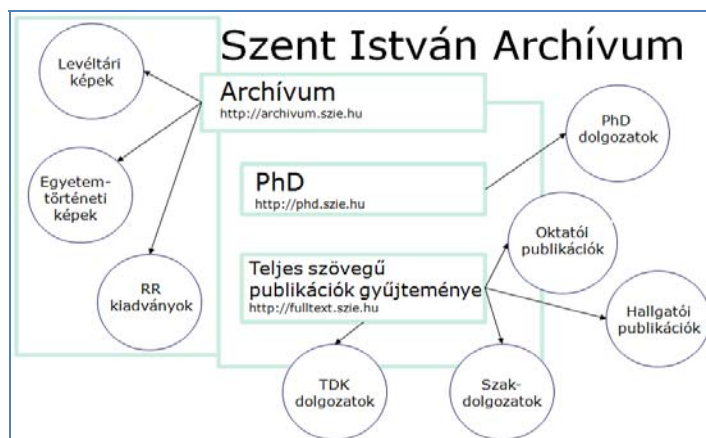 Szent István Archívum
Levéltári
képek
Archívum
http://archivum.szie.hu
PhD
dolgozatok
Egyetem-
történeti
képek
PhD
http://phd.szie.hu
Oktatói
publikációk
RR
kiadványok
Teljes szövegű
publikációk gyűjteménye
http://fulltext.szie.hu
Hallgatói
publikációk
TDK
dolgozatok
Szak-
dolgozatok